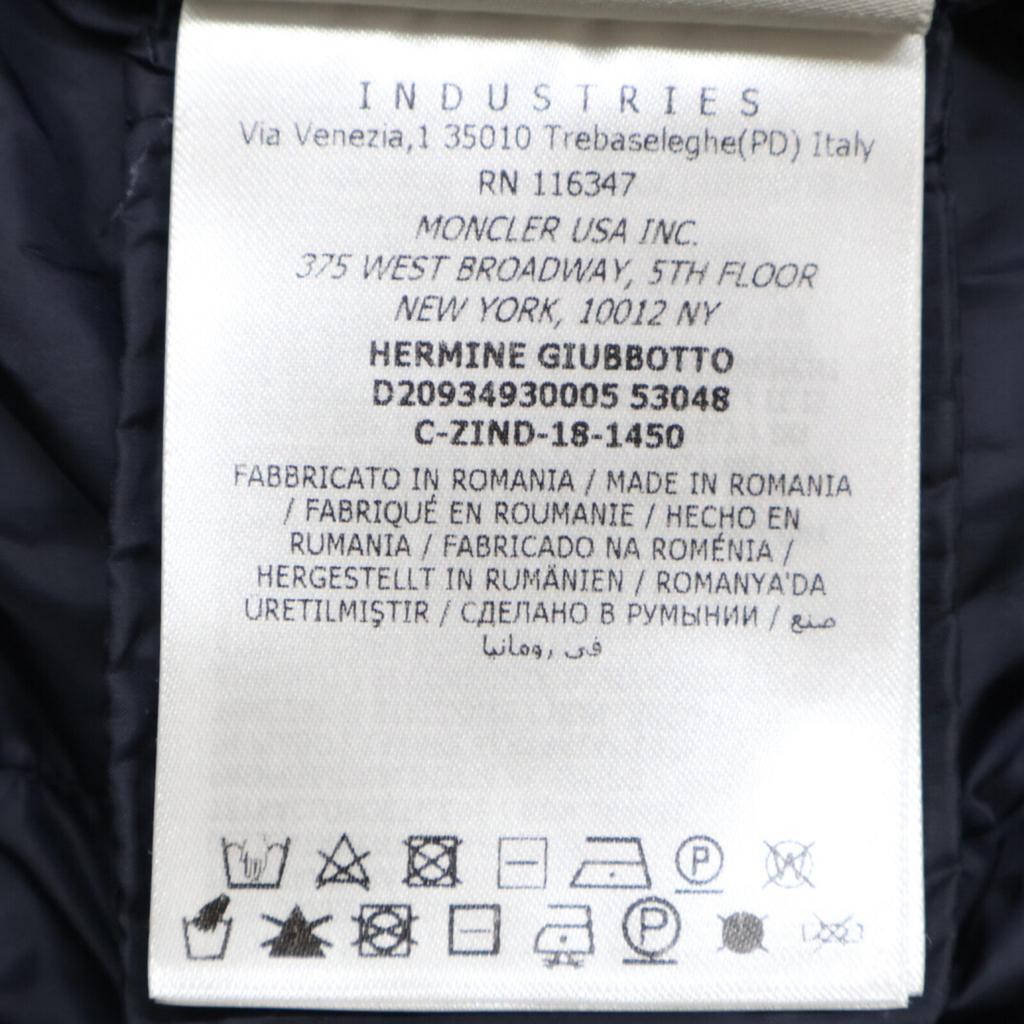 INDUSTRIES
Via Venezia,1 35010 Trebaseleghe(PD) Italy
RN 116347
MONCLER USA INC.
375 WEST BROADWAY, 5TH FLOOR
NEW YORK, 10012 NY
HERMINE GIUBBOTTO
D20934930005 53048
C-ZIND-18-1450
FABBRICATO IN ROMANIA / MADE IN ROMANIA
/ FABRIQUÉ EN ROUMANIE / HECHO EN
RUMANIA / FABRICADO NA ROMÉNIA /
HERGESTELLT IN RUMÄNIEN / ROMANYA'DA
ÜRETILMIŞTIR / СДЕЛАНО В РУМЫНИИ / صنع
في رومانيا
P W
P